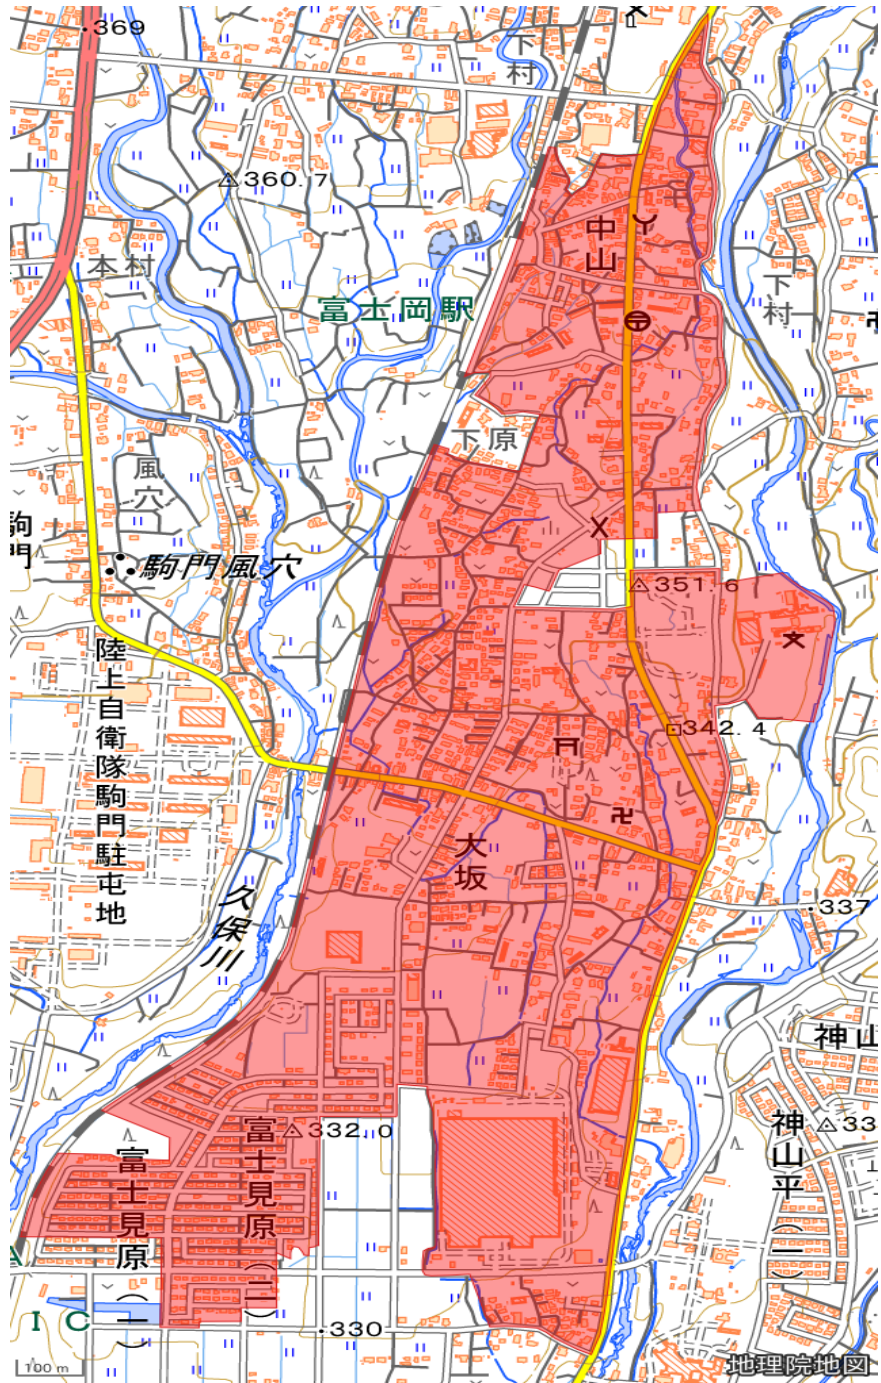 369
下村
360.7
中山
本村
下村
富士岡駅
下原
風穴
駒門
駒門風穴
351.6
陸上自衛隊駒門駐屯地
342.4
大坂
久保川
337
神山
332.0
富士見原(一)
富士見原(二)
神山平(一)
33
I C
330
100 m
地理院地図